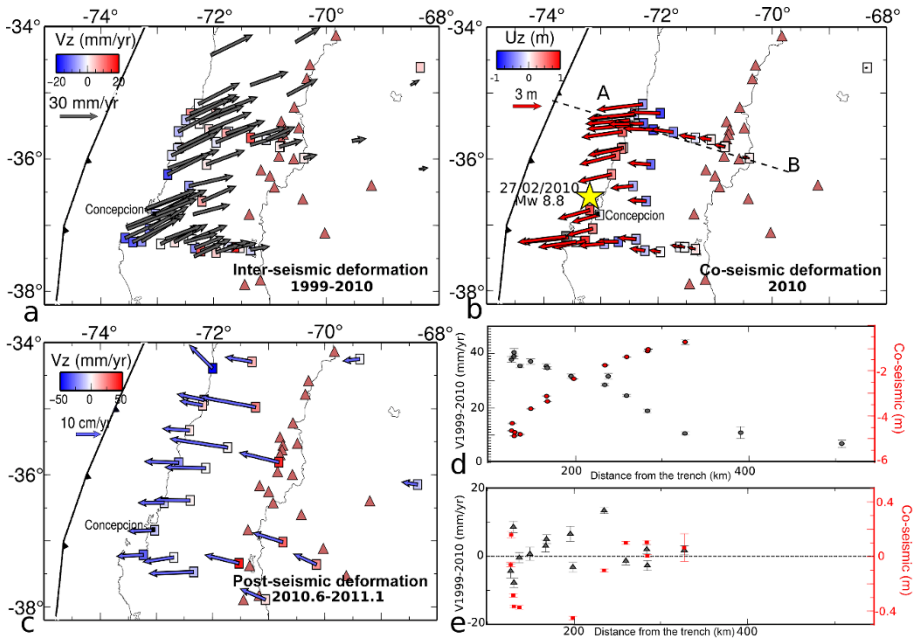 -74° -72° -70° -68°
-34°
-36°
-38°
Vz (mm/yr)
-20 0 20
30 mm/yr
Concepcion
Inter-seismic deformation
1999-2010
a
-74° -72° -70° -68°
-34°
-36°
-38°
Uz (m)
-1 0 1
3 m
A
B
27/02/2010
Mw 8.8
Concepcion
Co-seismic deformation
2010
b
-74° -72° -70° -68°
-34°
-36°
-38°
Vz (mm/yr)
-50 0 50
10 cm/yr
Concepcion
Post-seismic deformation
2010.6-2011.1
c
V1999-2010 (mm/yr)
40
20
0
200 400
Distance from the trench (km)
Co-seismic (m)
-2
-4
-6
d
V1999-2010 (mm/yr)
20
0
-20
200 400
Distance from the trench (km)
Co-seismic (m)
0.4
0
-0.4
e